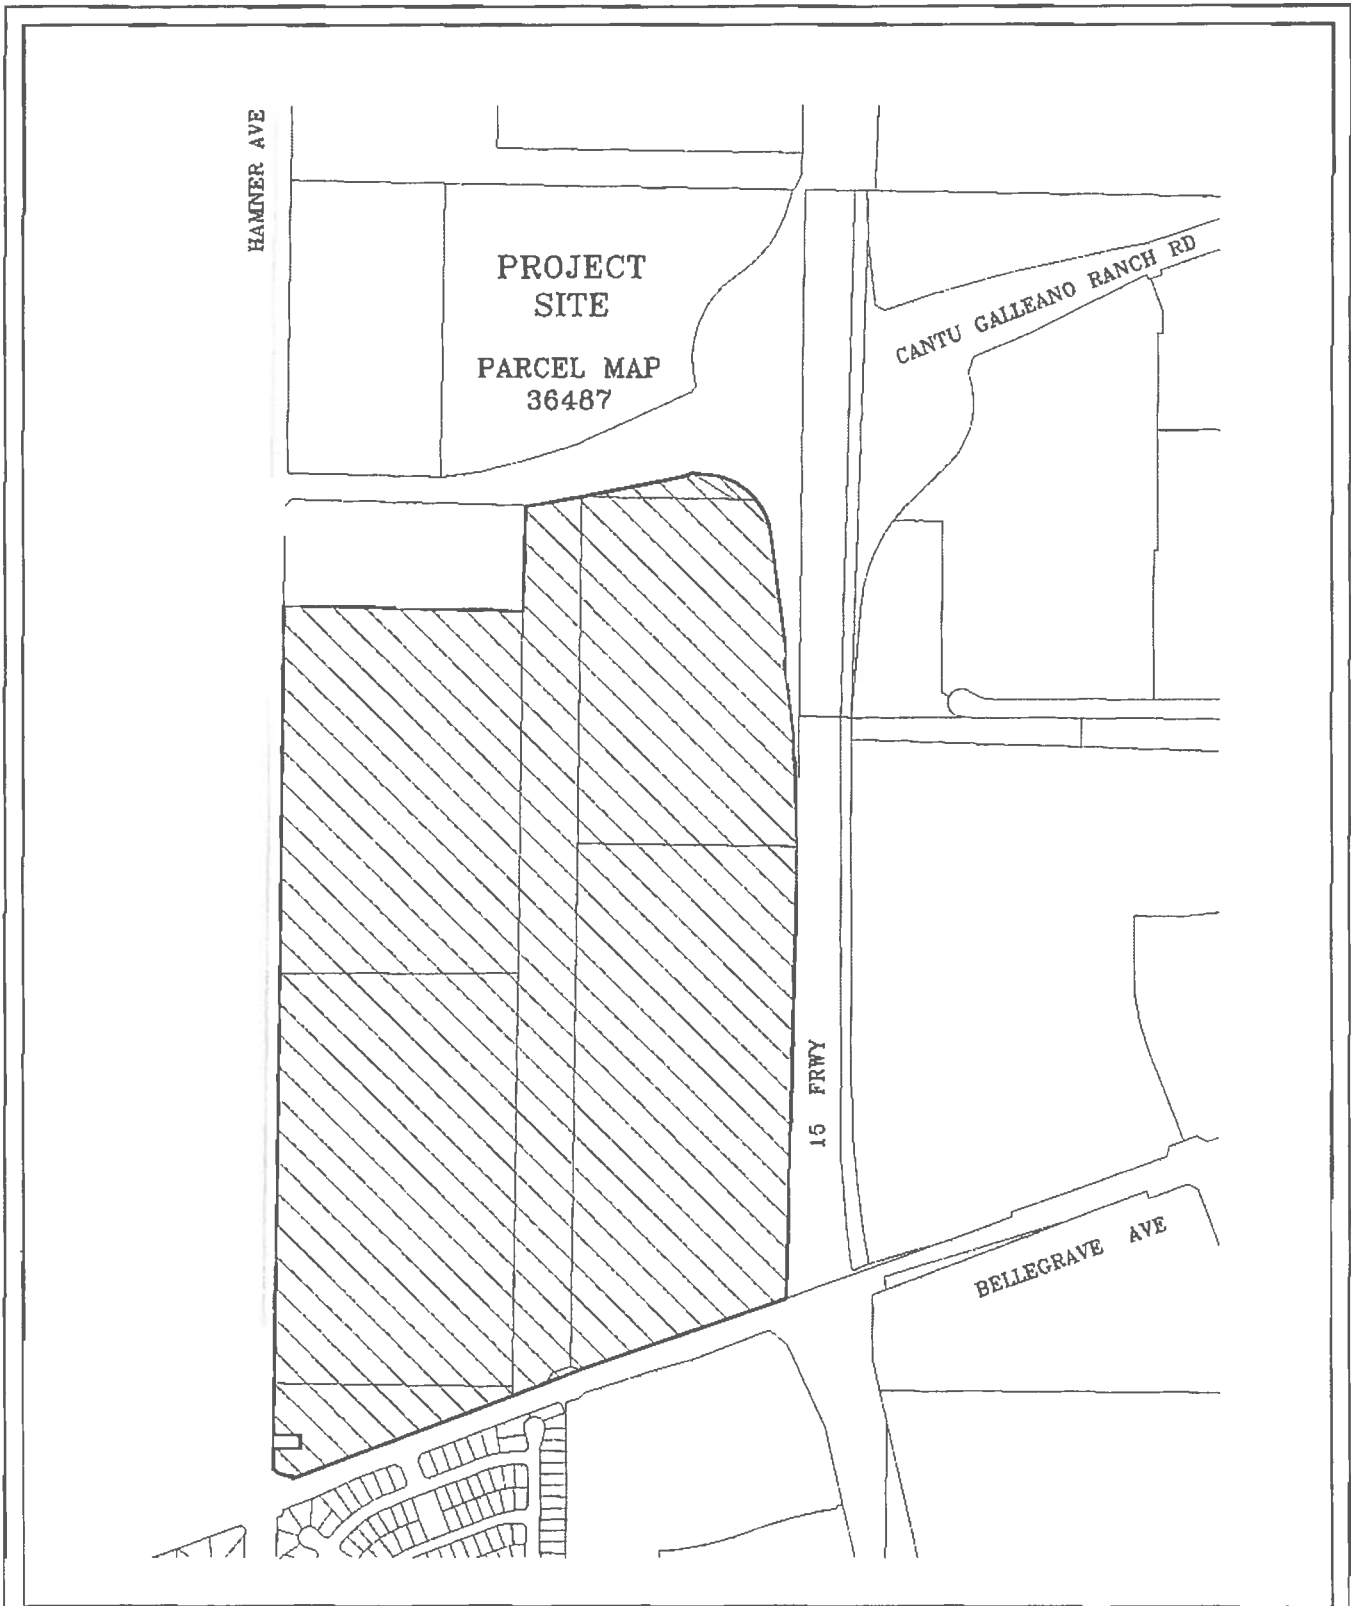 HAMNER AVE
PROJECT
SITE
PARCEL MAP
36487
CANTU GALLEANO RANCH RD
15 FRWY
BELLEGRAVE AVE